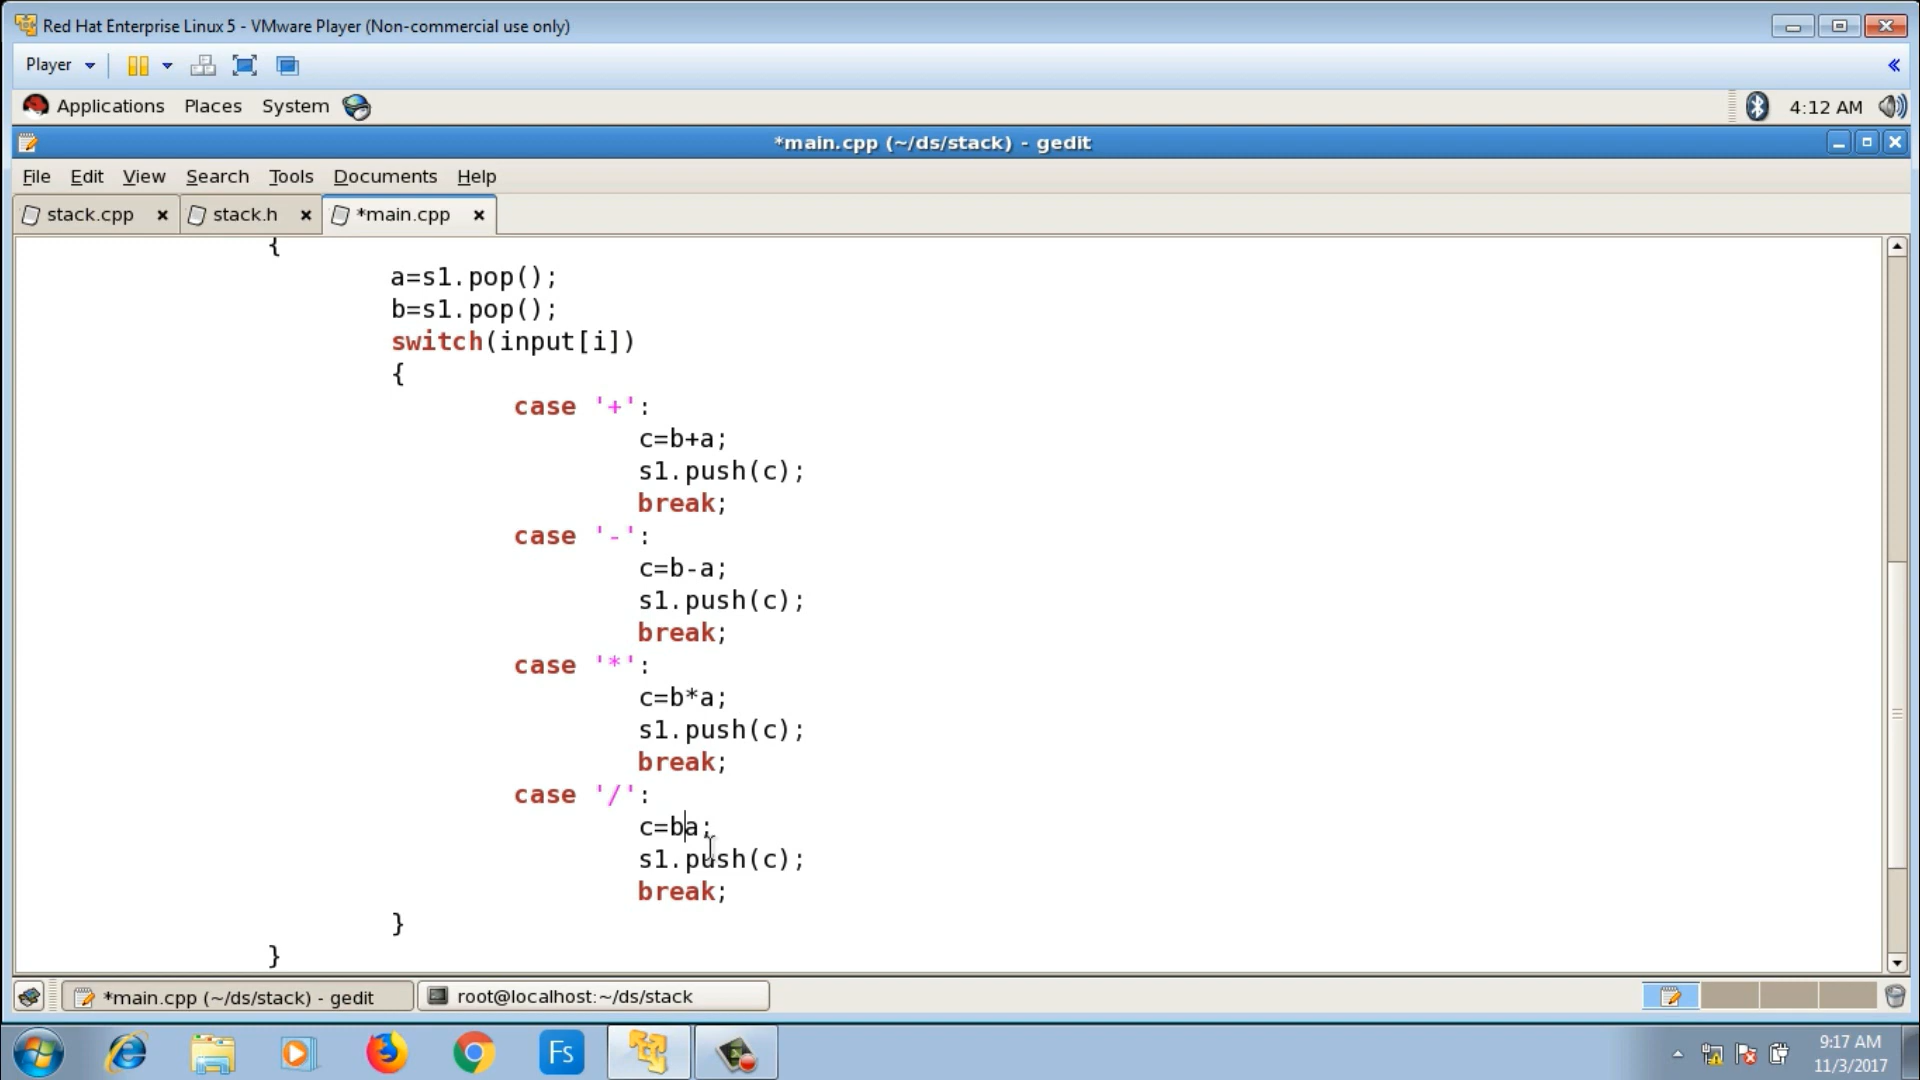 Red Hat Enterprise Linux 5 - VMware Player (Non-commercial use only)
Player
Applications Places System 4:12 AM
*main.cpp (~/ds/stack) - gedit
File Edit View Search Tools Documents Help
stack.cpp stack.h *main.cpp
{
a=s1.pop();
b=s1.pop();
switch(input[i])
{
case '+':
c=b+a;
s1.push(c);
break;
case '-':
c=b-a;
s1.push(c);
break;
case '*':
c=b*a;
s1.push(c);
break;
case '/':
c=ba;
s1.push(c);
break;
}
}
*main.cpp (~/ds/stack) - gedit root@localhost:~/ds/stack
Fs
9:17 AM
11/3/2017